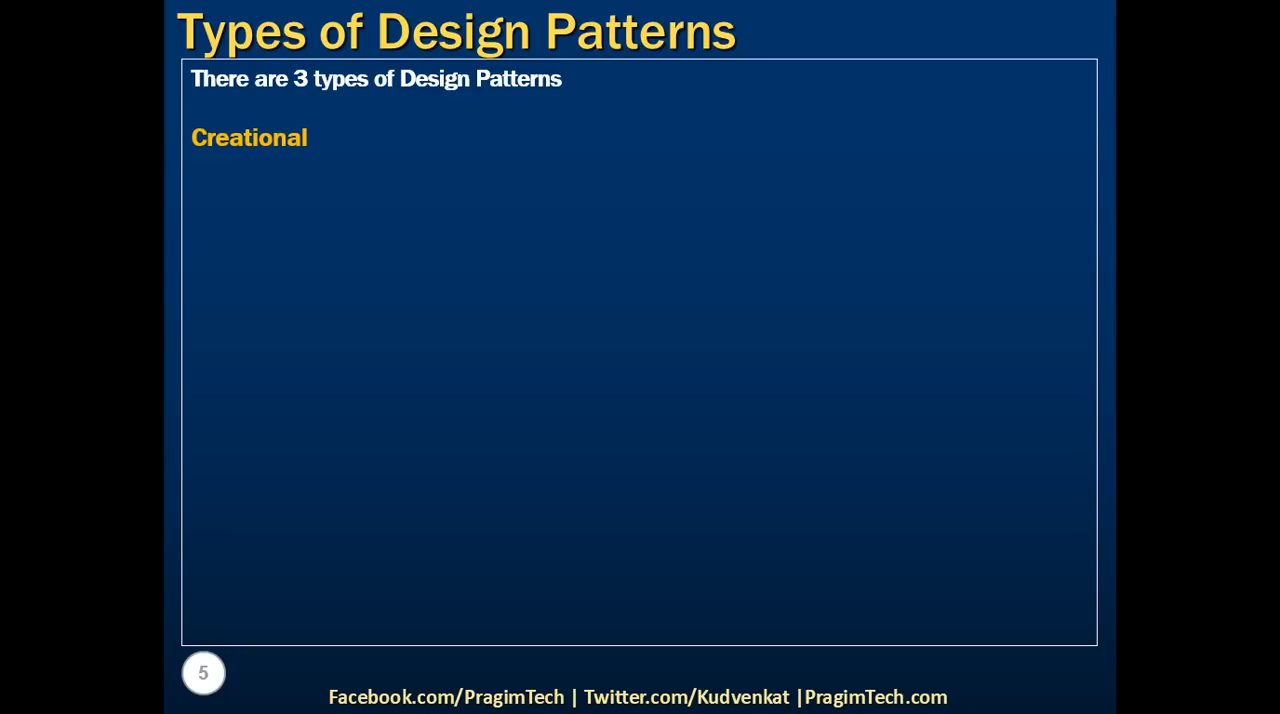 Types of Design Patterns
There are 3 types of Design Patterns
Creational
5
Facebook.com/PragimTech | Twitter.com/Kudvenkat |PragimTech.com